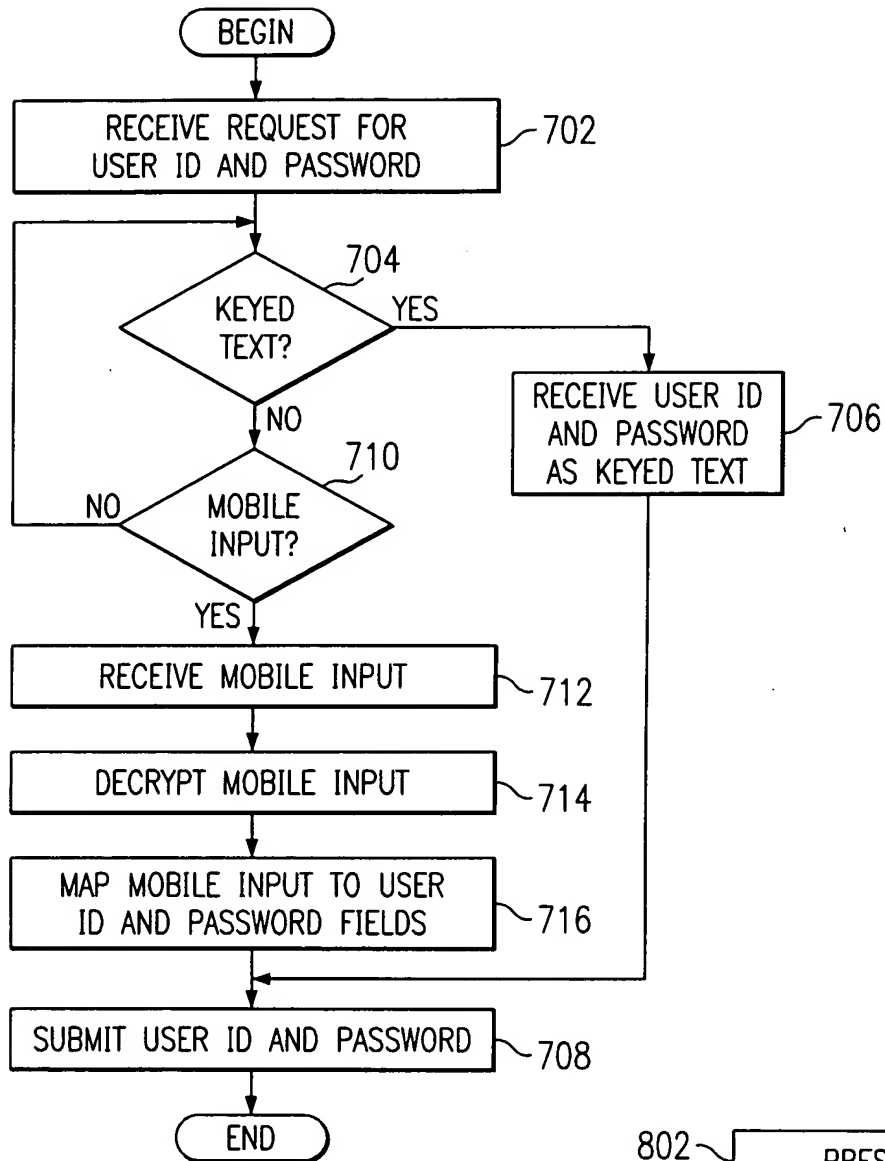 BEGIN
RECEIVE REQUEST FOR
USER ID AND PASSWORD
702
704
KEYED
TEXT?
YES
NO
RECEIVE USER ID
AND PASSWORD
AS KEYED TEXT
706
710
NO
MOBILE
INPUT?
YES
RECEIVE MOBILE INPUT
712
DECRYPT MOBILE INPUT
714
MAP MOBILE INPUT TO USER
ID AND PASSWORD FIELDS
716
SUBMIT USER ID AND PASSWORD
708
END
802